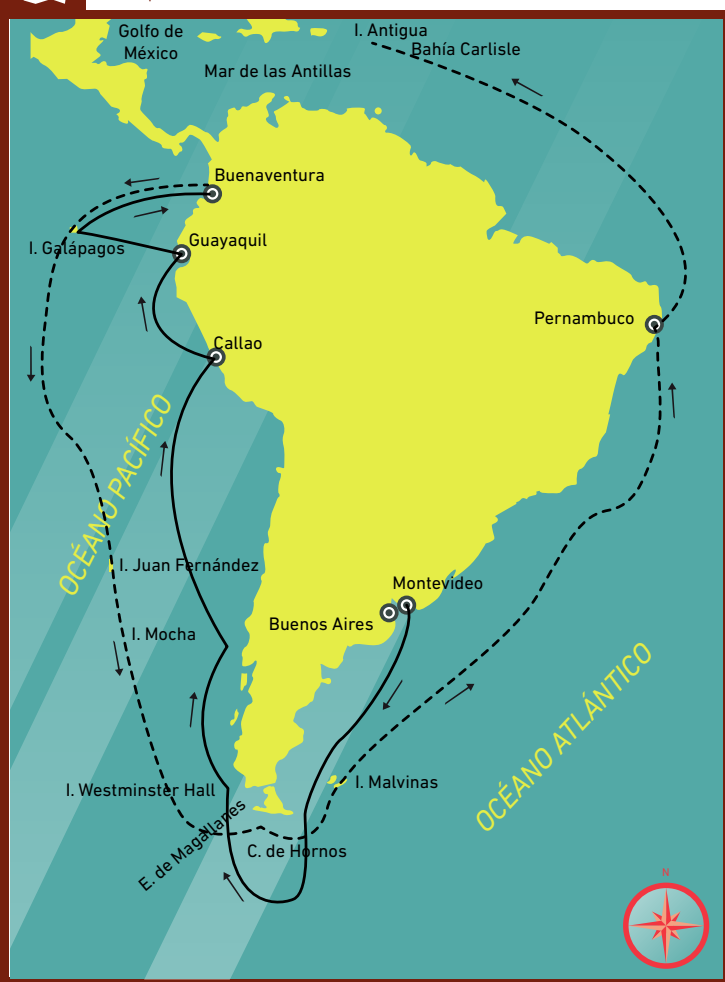 Golfo de
México
I. Antigua
Bahía Carlisle
Mar de las Antillas
Buenaventura
Guayaquil
I. Galápagos
Pernambuco
Callao
OCÉANO PACÍFICO
I. Juan Fernández
Montevideo
Buenos Aires
I. Mocha
OCÉANO ATLÁNTICO
I. Malvinas
I. Westminster Hall
E. de Magallanes
C. de Hornos
N